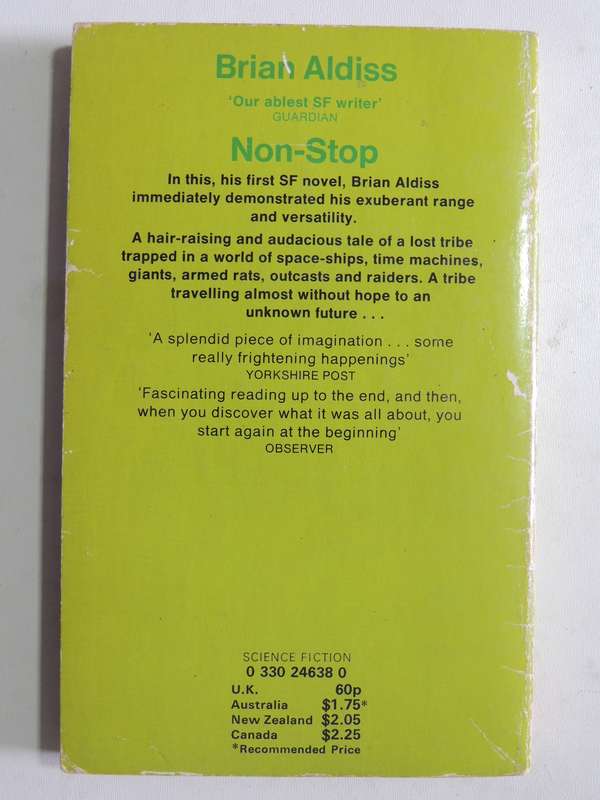 Brian Aldiss
‘Our ablest SF writer’
GUARDIAN
Non-Stop
In this, his first SF novel, Brian Aldiss
immediately demonstrated his exuberant range
and versatility.
A hair-raising and audacious tale of a lost tribe
trapped in a world of space-ships, time machines,
giants, armed rats, outcasts and raiders. A tribe
travelling almost without hope to an
unknown future . . .
‘A splendid piece of imagination . . . some
really frightening happenings’
YORKSHIRE POST
‘Fascinating reading up to the end, and then,
when you discover what it was all about, you
start again at the beginning’
OBSERVER
SCIENCE FICTION
0 330 24638 0
U.K. 60p
Australia $1.75*
New Zealand $2.05
Canada $2.25
*Recommended Price